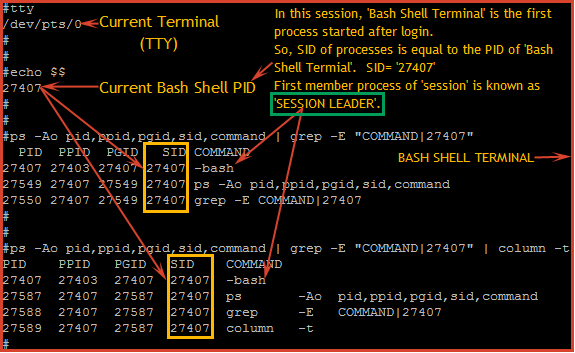 #tty
/dev/pts/0
#
#
#echo $$
27407
#
#
#ps -Ao pid,ppid,pgid,sid,command | grep -E "COMMAND|27407"
PID PPID PGID SID COMMAND
27407 27403 27407 27407 -bash
27549 27407 27549 27407 ps -Ao pid,ppid,pgid,sid,command
27550 27407 27549 27407 grep -E COMMAND|27407
#
#
#ps -Ao pid,ppid,pgid,sid,command | grep -E "COMMAND|27407" | column -t
PID PPID PGID SID COMMAND
27407 27403 27407 27407 -bash
27587 27407 27587 27407 ps -Ao pid,ppid,pgid,sid,command
27588 27407 27587 27407 grep -E COMMAND|27407
27589 27407 27587 27407 column -t
#
Current Terminal
(TTY)
Current Bash Shell PID
In this session, 'Bash Shell Terminal' is the first
process started after login.
So, SID of processes is equal to the PID of 'Bash
Shell Termial'. SID= '27407'
First member process of 'session' is known as
'SESSION LEADER'.
BASH SHELL TERMINAL